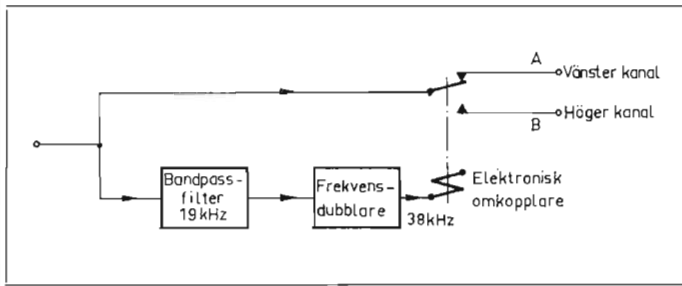 A
Vänster kanal
Höger kanal
B
Bandpass-
filter
19kHz
Frekvens-
dubblare
38kHz
Elektronisk
omkopplare